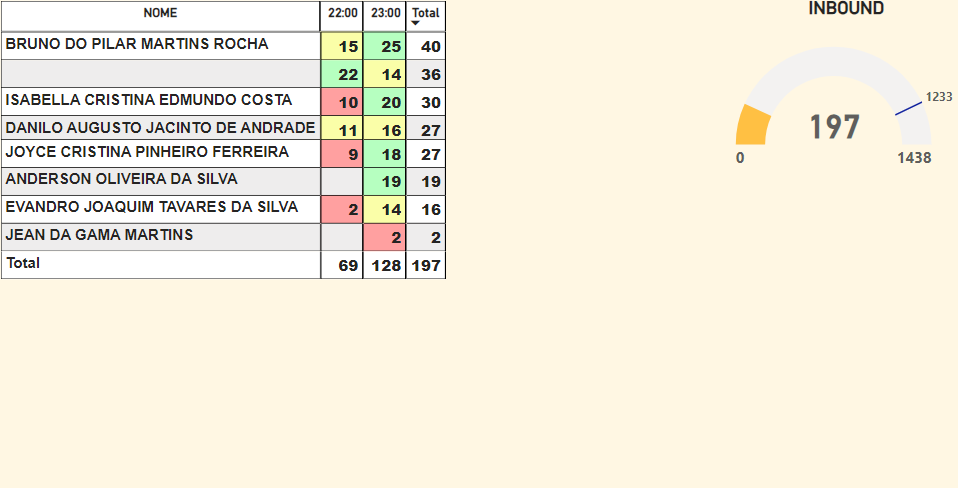 NOME 22:00 23:00 Total
BRUNO DO PILAR MARTINS ROCHA 15 25 40
22 14 36
ISABELLA CRISTINA EDMUNDO COSTA 10 20 30
DANILO AUGUSTO JACINTO DE ANDRADE 11 16 27
JOYCE CRISTINA PINHEIRO FERREIRA 9 18 27
ANDERSON OLIVEIRA DA SILVA 19 19
EVANDRO JOAQUIM TAVARES DA SILVA 2 14 16
JEAN DA GAMA MARTINS 2 2
Total 69 128 197
INBOUND
1233
197
0 1438